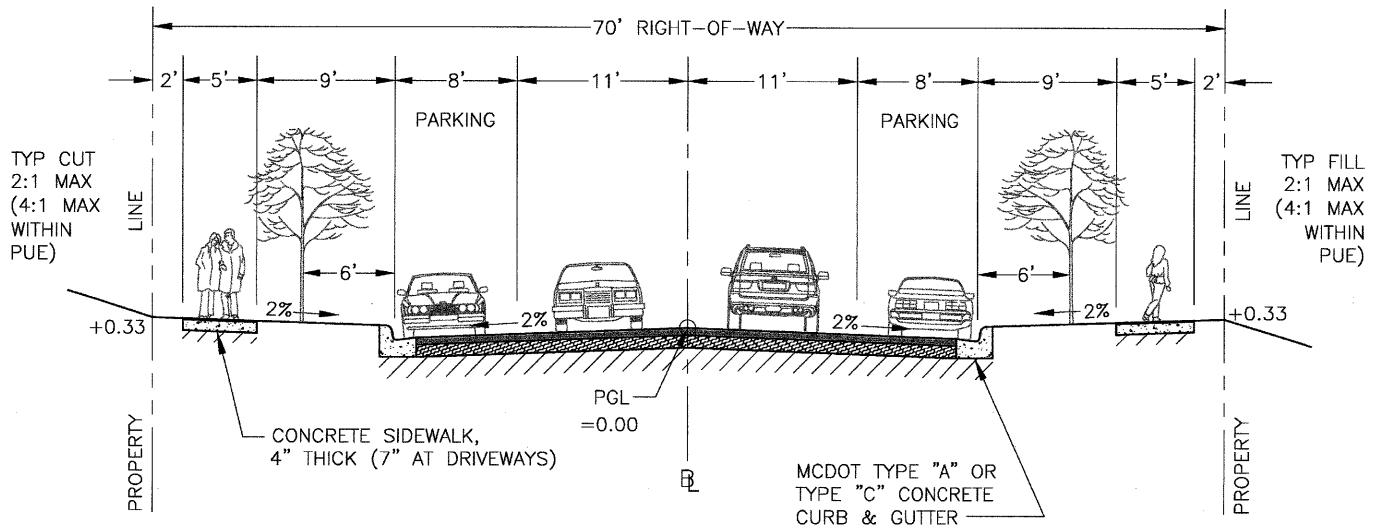 70' RIGHT-OF-WAY
2' 5' 9' 8' 11' 11' 8' 9' 5' 2'
PARKING
PARKING
TYP CUT
2:1 MAX
(4:1 MAX
WITHIN
PUE)
LINE
PROPERTY
TYP FILL
2:1 MAX
(4:1 MAX
WITHIN
PUE)
LINE
PROPERTY
6'
6'
2%
2%
2%
2%
+0.33
+0.33
PGL
=0.00
CONCRETE SIDEWALK,
4" THICK (7" AT DRIVEWAYS)
BL
MCDOT TYPE "A" OR
TYPE "C" CONCRETE
CURB & GUTTER